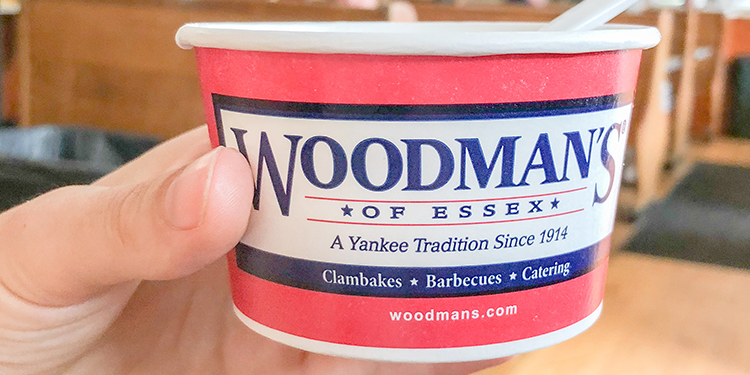 WOODMAN'S®
★ OF ESSEX ★
A Yankee Tradition Since 1914
Clambakes ★ Barbecues ★ Catering
woodmans.com